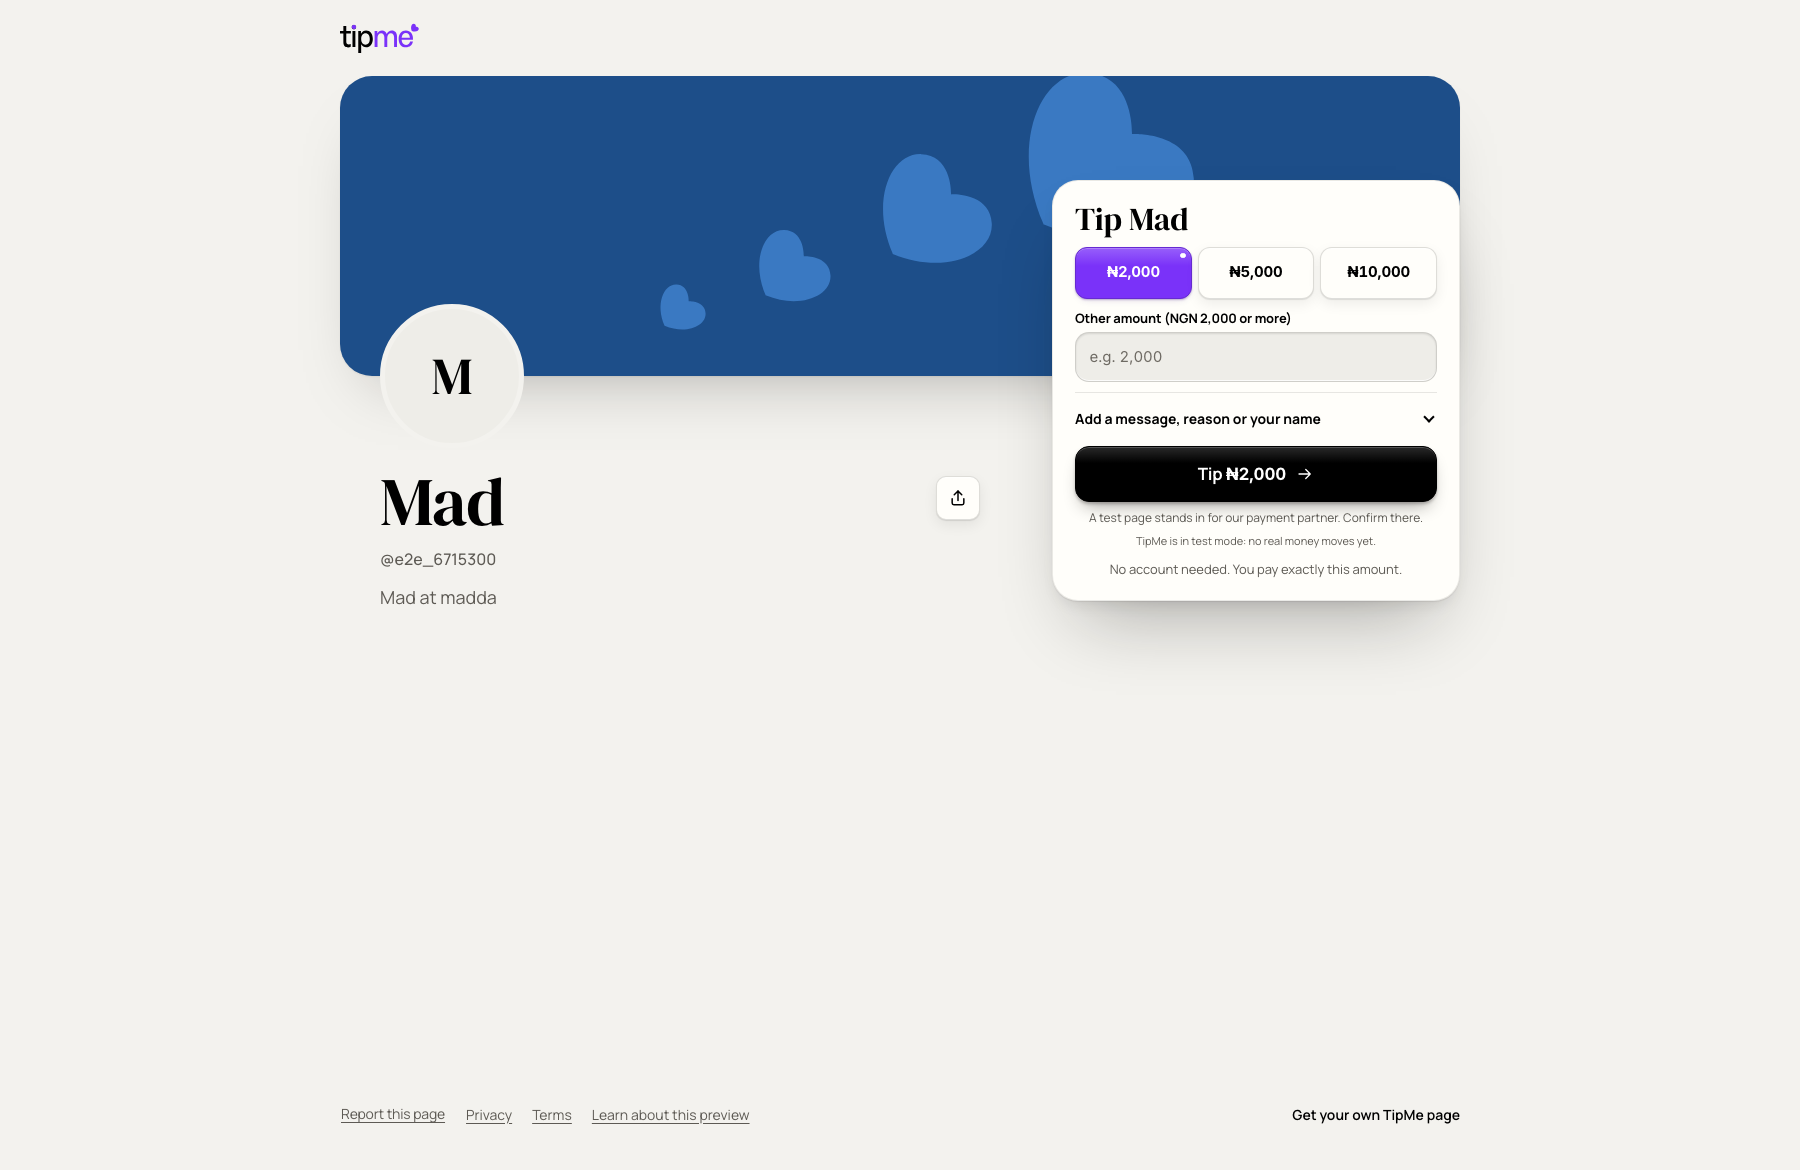 tipme
Tip Mad
₦2,000
₦5,000
₦10,000
Other amount (NGN 2,000 or more)
e.g. 2,000
Add a message, reason or your name
Tip ₦2,000 →
A test page stands in for our payment partner. Confirm there.
TipMe is in test mode: no real money moves yet.
No account needed. You pay exactly this amount.
M
Mad
@e2e_6715300
Mad at madda
Report this page
Privacy
Terms
Learn about this preview
Get your own TipMe page